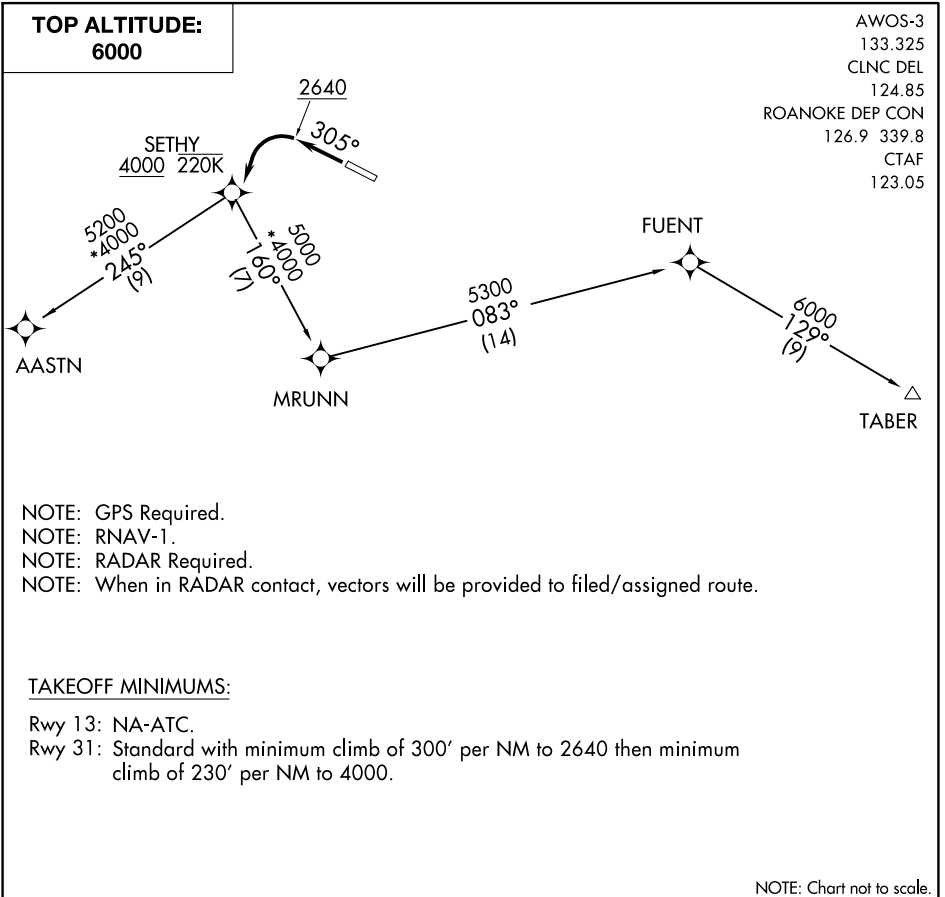 TOP ALTITUDE:
6000
AWOS-3
133.325
CLNC DEL
124.85
ROANOKE DEP CON
126.9 339.8
CTAF
123.05
2640
305°
SETHY
4000 220K
5200
*4000
245°
(9)
5000
*4000
160°
(7)
AASTN
MRUNN
5300
083°
(14)
FUENT
6000
129°
(9)
TABER
NOTE: GPS Required.
NOTE: RNAV-1.
NOTE: RADAR Required.
NOTE: When in RADAR contact, vectors will be provided to filed/assigned route.
TAKEOFF MINIMUMS:
Rwy 13: NA-ATC.
Rwy 31: Standard with minimum climb of 300' per NM to 2640 then minimum
climb of 230' per NM to 4000.
NOTE: Chart not to scale.